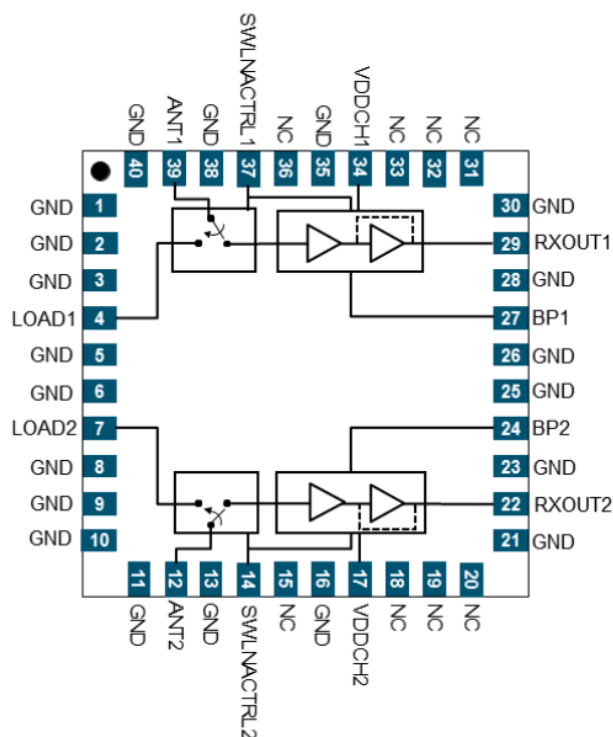 GND
ANT1
GND
SWLNACTRL1
NC
GND
VDDCH1
NC
NC
NC
40
39
38
37
36
35
34
33
32
31
GND 1
GND 2
GND 3
LOAD1 4
GND 5
GND 6
LOAD2 7
GND 8
GND 9
GND 10
30 GND
29 RXOUT1
28 GND
27 BP1
26 GND
25 GND
24 BP2
23 GND
22 RXOUT2
21 GND
11
12
13
14
15
16
17
18
19
20
GND
ANT2
GND
SWLNACTRL2
NC
GND
VDDCH2
NC
NC
NC